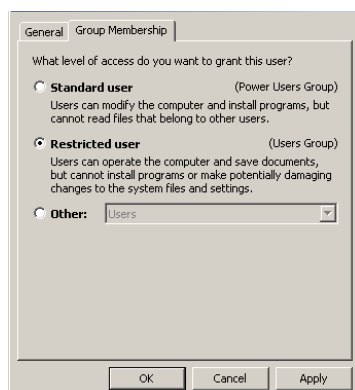 General Group Membership
What level of access do you want to grant this user?
Standard user (Power Users Group)
Users can modify the computer and install programs, but
cannot read files that belong to other users.
Restricted user (Users Group)
Users can operate the computer and save documents,
but cannot install programs or make potentially damaging
changes to the system files and settings.
Other: Users
OK Cancel Apply